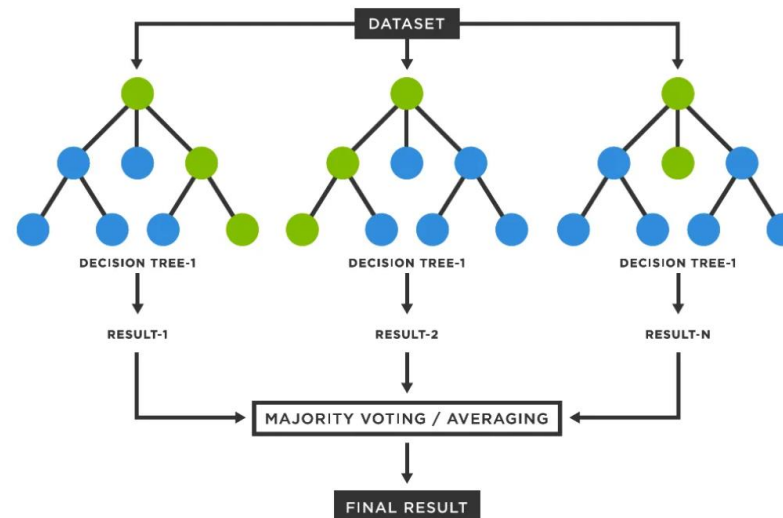 DATASET
DECISION TREE-1
DECISION TREE-1
DECISION TREE-1
RESULT-1
RESULT-2
RESULT-N
MAJORITY VOTING / AVERAGING
FINAL RESULT